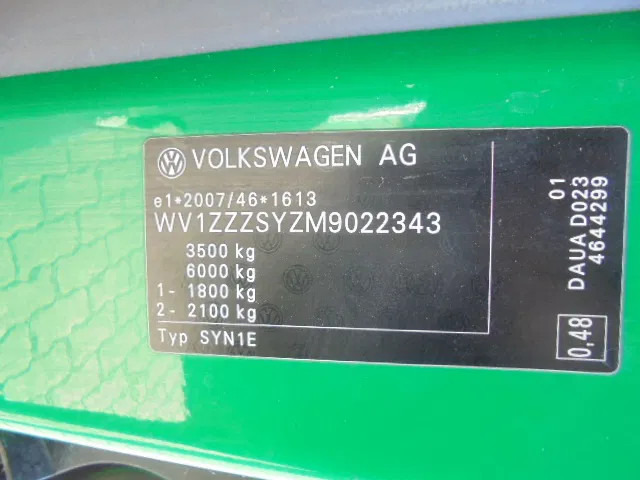 VOLKSWAGEN AG
e1*2007/46*1613
WV1ZZZSYZM9022343
3500 kg
6000 kg
1- 1800 kg
2- 2100 kg
Typ SYN1E
01
DAUA D023
4644299
0,48